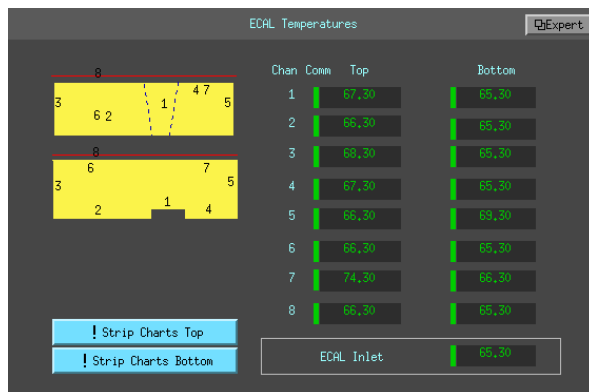 ECAL Temperatures
Expert
Chan Comm Top Bottom
1 67.30 65.30
2 66.30 65.30
3 68.30 65.30
4 67.30 65.30
5 66.30 69.30
6 66.30 65.30
7 74.30 66.30
8 66.30 65.30
ECAL Inlet 65.30
8
4 7
3 1 5
6 2
8
6 7
3 5
1
2 4
! Strip Charts Top
! Strip Charts Bottom